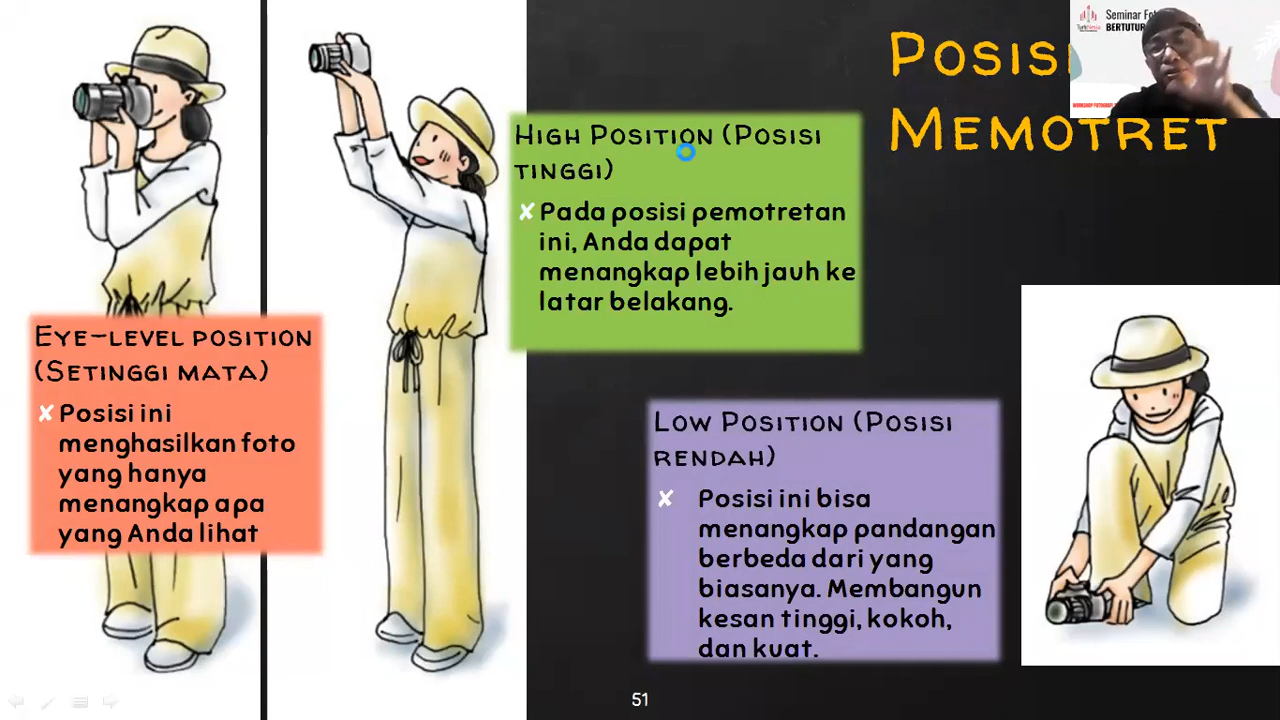 POSISI
MEMOTRET
Seminar
BERTUTUR
HIGH POSITION (POSISI
TINGGI)
✘ Pada posisi pemotretan
ini, Anda dapat
menangkap lebih jauh ke
latar belakang.
EYE-LEVEL POSITION
(SETINGGI MATA)
✘ Posisi ini
menghasilkan foto
yang hanya
menangkap apa
yang Anda lihat
LOW POSITION (POSISI
RENDAH)
✘ Posisi ini bisa
menangkap pandangan
berbeda dari yang
biasanya. Membangun
kesan tinggi, kokoh,
dan kuat.
51